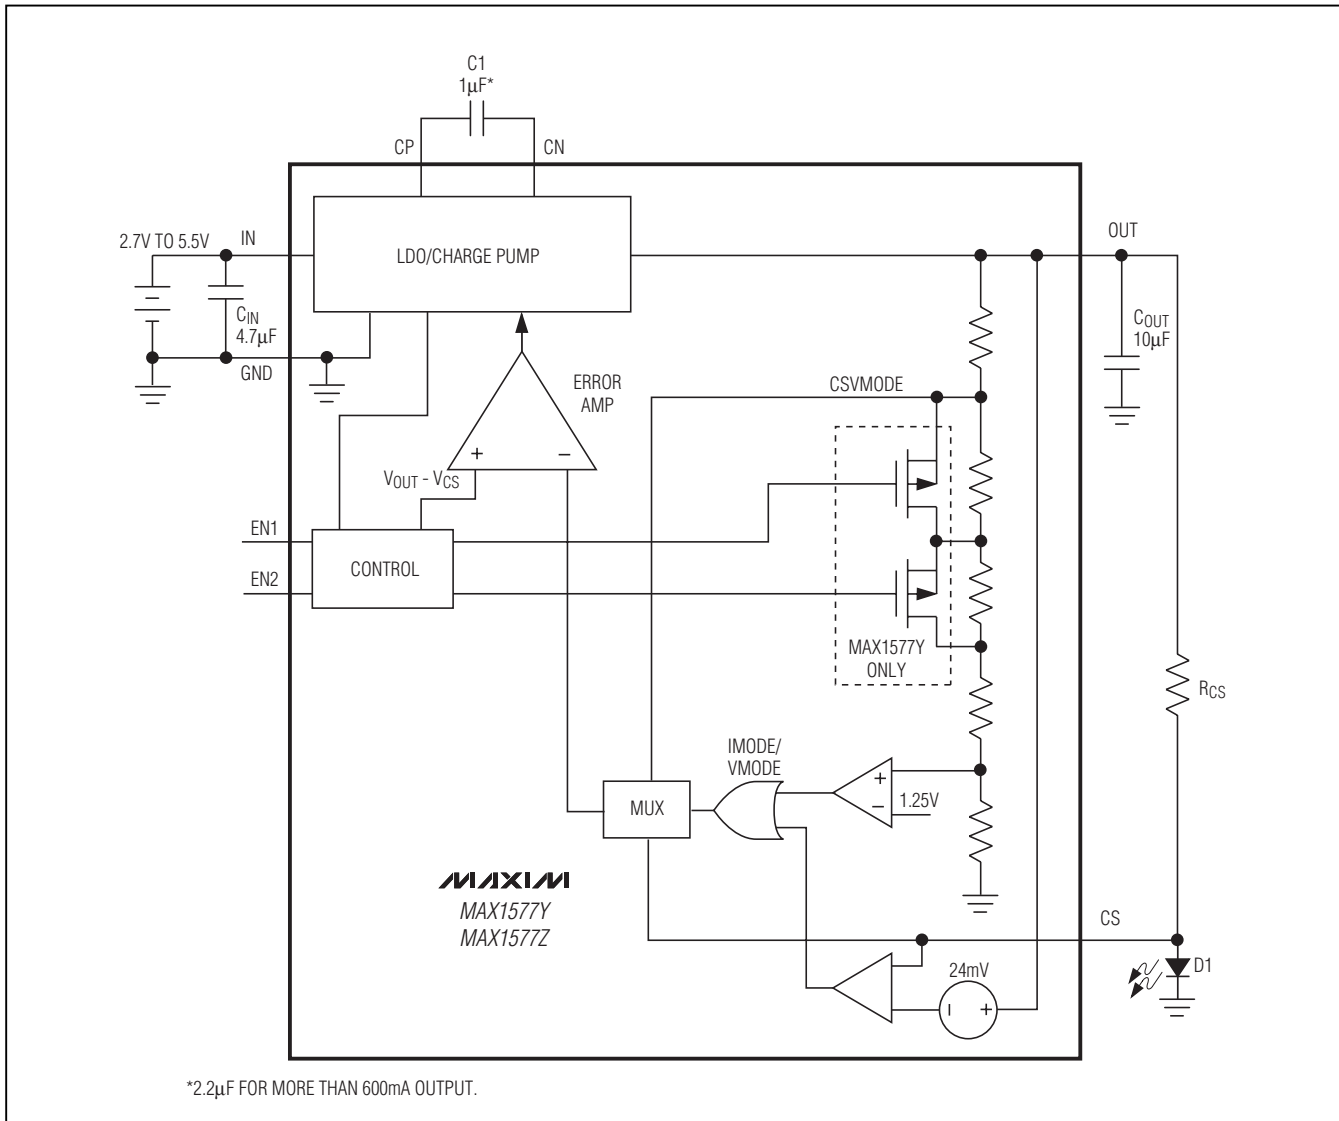 C1
1µF*
CP
CN
2.7V TO 5.5V
IN
LDO/CHARGE PUMP
OUT
CIN
4.7µF
COUT
10µF
GND
ERROR
AMP
CSVMODE
+
−
VOUT - VCS
EN1
EN2
CONTROL
MAX1577Y
ONLY
RCS
IMODE/
VMODE
+
−
1.25V
MUX
MAXIM
MAX1577Y
MAX1577Z
CS
24mV
− +
D1
*2.2µF FOR MORE THAN 600mA OUTPUT.